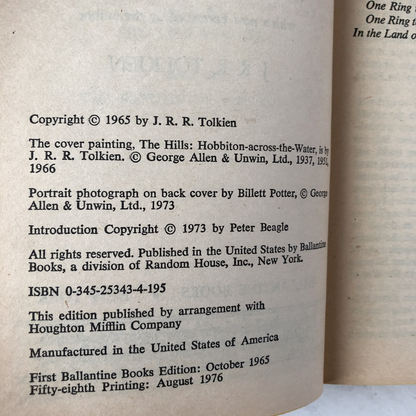 Copyright © 1965 by J. R. R. Tolkien
The cover painting, The Hills: Hobbiton-across-the-Water, is by
J. R. R. Tolkien. © George Allen & Unwin, Ltd., 1937, 1951,
1966
Portrait photograph on back cover by Billett Potter, © George
Allen & Unwin, Ltd., 1973
Introduction Copyright © 1973 by Peter Beagle
All rights reserved. Published in the United States by Ballantine
Books, a division of Random House, Inc., New York.
ISBN 0-345-25343-4-195
This edition published by arrangement with
Houghton Mifflin Company
Manufactured in the United States of America
First Ballantine Books Edition: October 1965
Fifty-eighth Printing: August 1976
One Ring
One Ring
In the Land